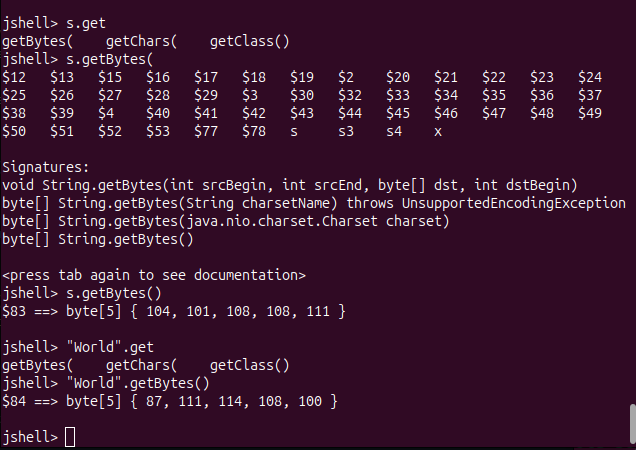 jshell> s.get
getBytes(    getChars(    getClass()
jshell> s.getBytes(
$12   $13   $15   $16   $17   $18   $19   $2    $20   $21   $22   $23   $24
$25   $26   $27   $28   $29   $3    $30   $32   $33   $34   $35   $36   $37
$38   $39   $4    $40   $41   $42   $43   $44   $45   $46   $47   $48   $49
$50   $51   $52   $53   $77   $78   s     s3    s4    x
Signatures:
void String.getBytes(int srcBegin, int srcEnd, byte[] dst, int dstBegin)
byte[] String.getBytes(String charsetName) throws UnsupportedEncodingException
byte[] String.getBytes(java.nio.charset.Charset charset)
byte[] String.getBytes()
<press tab again to see documentation>
jshell> s.getBytes()
$83 ==> byte[5] { 104, 101, 108, 108, 111 }
jshell> "World".get
getBytes(    getChars(    getClass()
jshell> "World".getBytes()
$84 ==> byte[5] { 87, 111, 114, 108, 100 }
jshell>